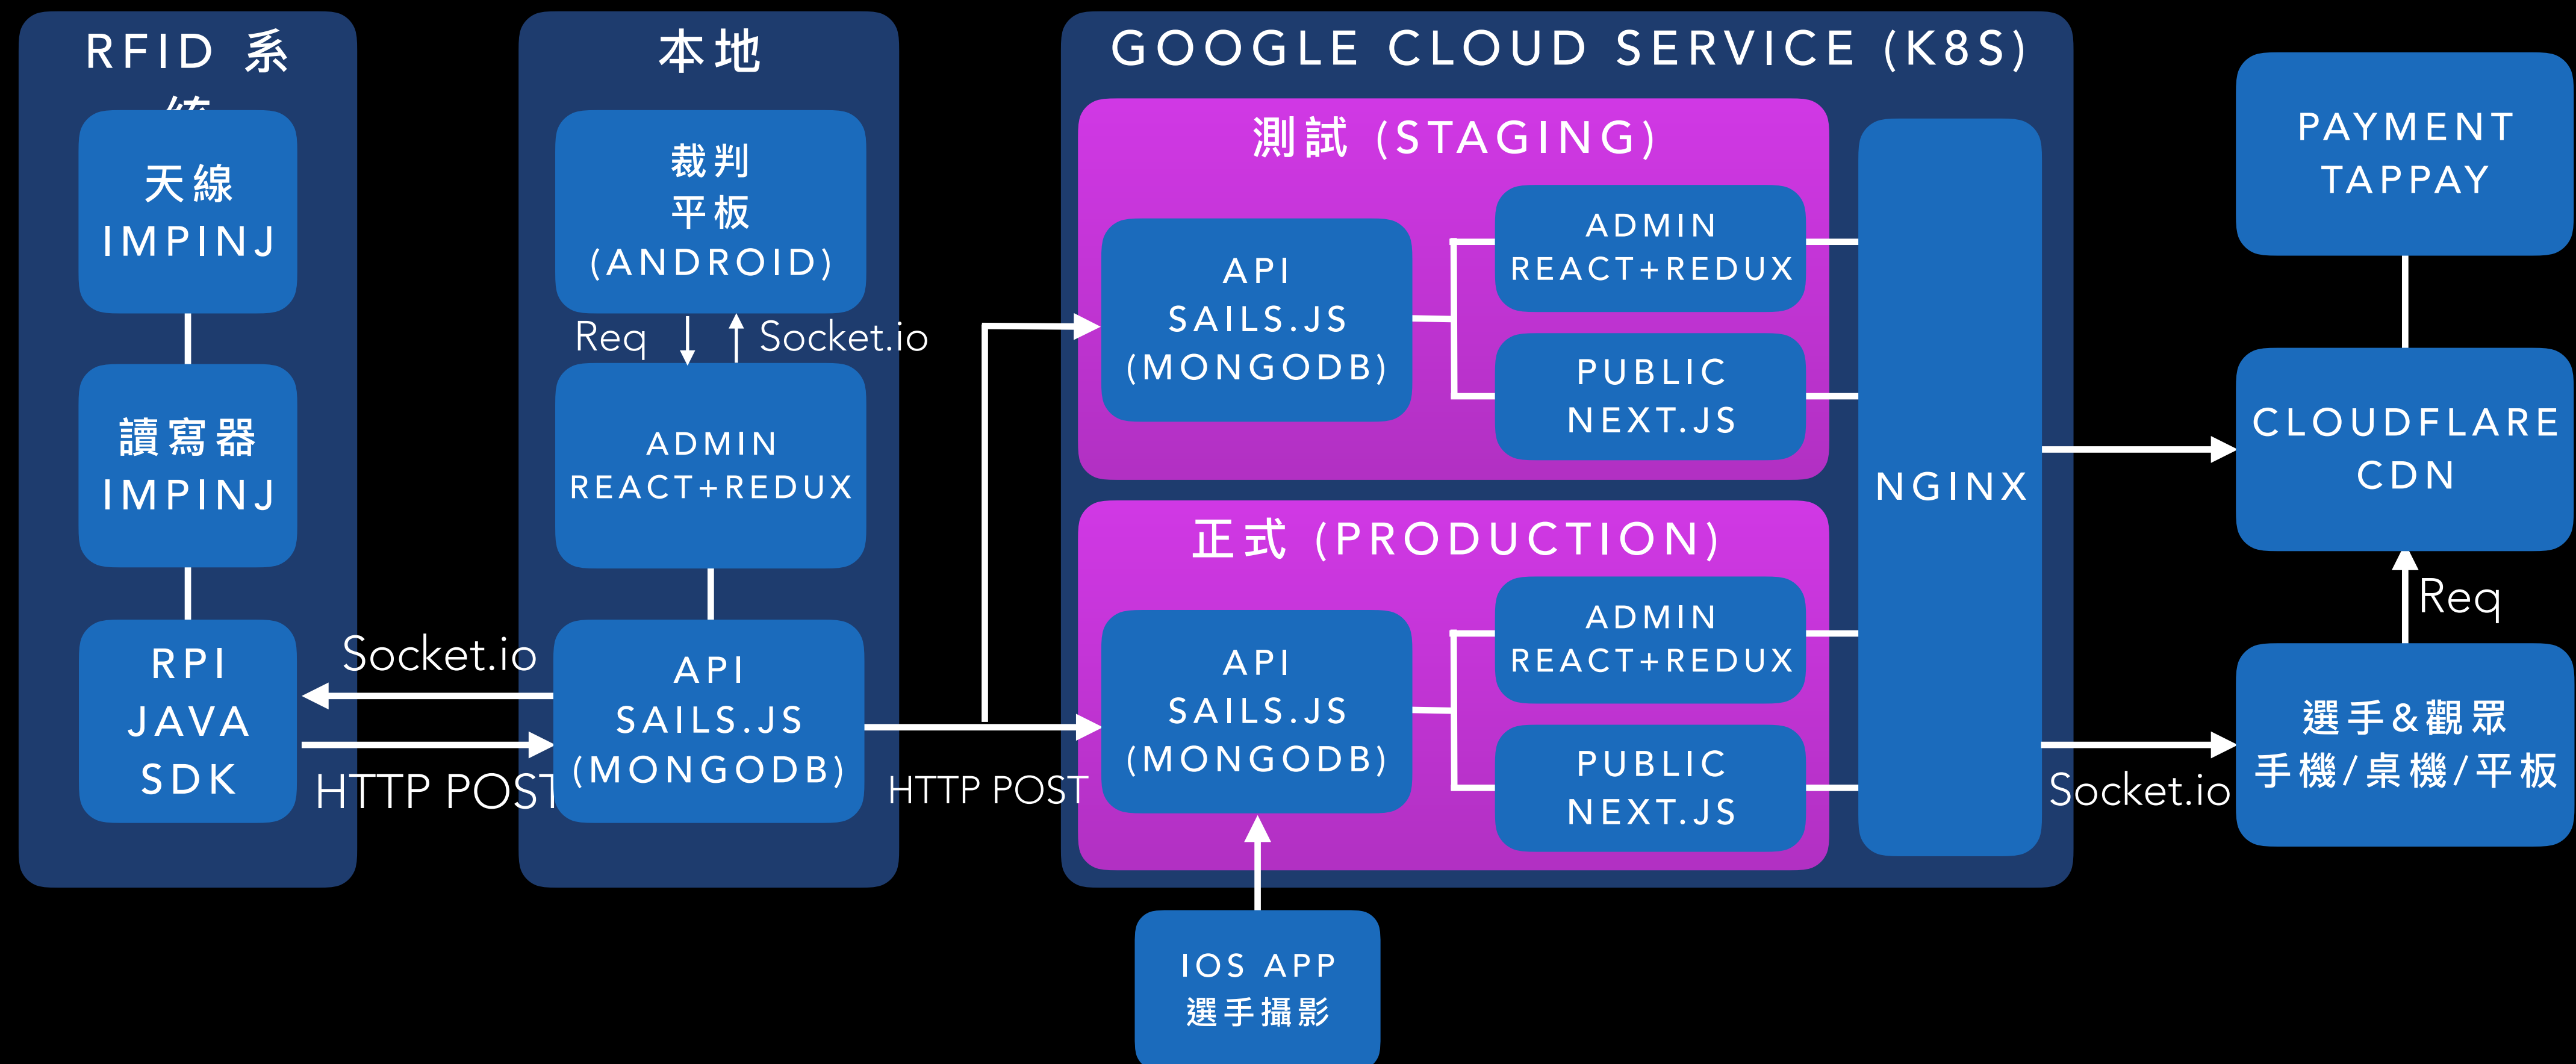 RFID 系
統
天線
IMPINJ
讀寫器
IMPINJ
RPI
JAVA
SDK
Socket.io
HTTP POST
本地
裁判
平板
(ANDROID)
Req
Socket.io
ADMIN
REACT+REDUX
API
SAILS.JS
(MONGODB)
HTTP POST
GOOGLE CLOUD SERVICE (K8S)
測試 (STAGING)
API
SAILS.JS
(MONGODB)
ADMIN
REACT+REDUX
PUBLIC
NEXT.JS
正式 (PRODUCTION)
API
SAILS.JS
(MONGODB)
ADMIN
REACT+REDUX
PUBLIC
NEXT.JS
NGINX
IOS APP
選手攝影
PAYMENT
TAPPAY
CLOUDFLARE
CDN
Req
選手&觀眾
手機/桌機/平板
Socket.io